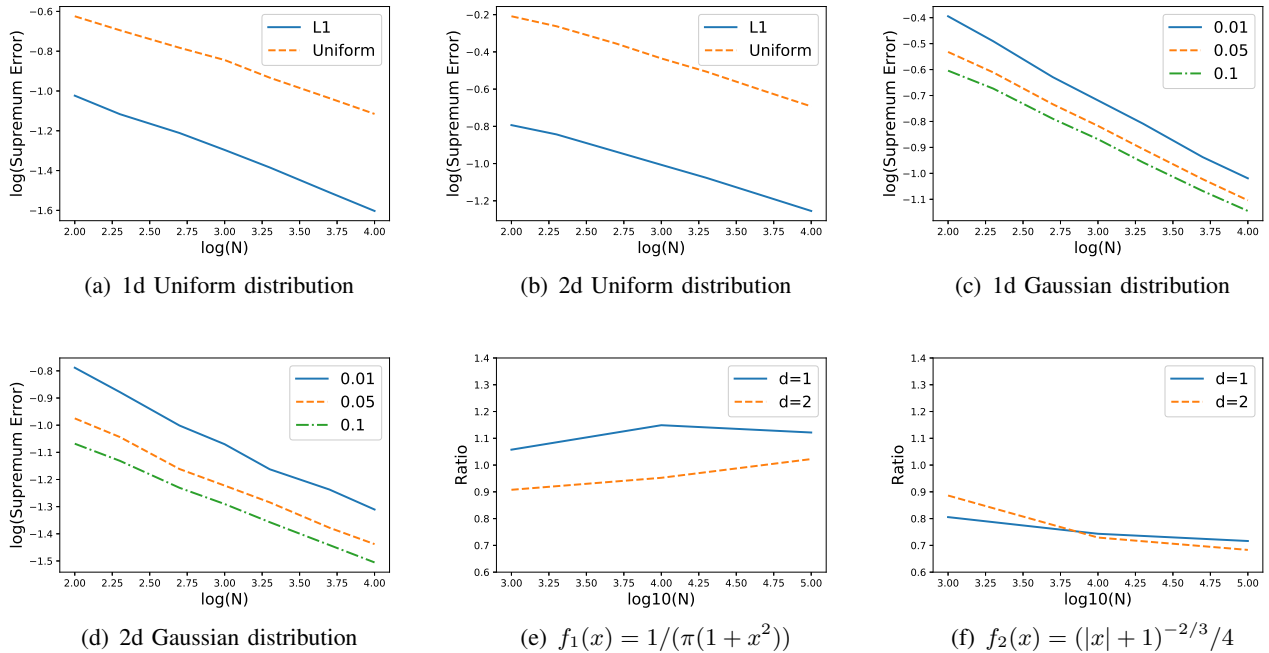 −0.6
−0.8
−1.0
−1.2
−1.4
−1.6
log(Supremum Error)
L1
Uniform
2.00 2.25 2.50 2.75 3.00 3.25 3.50 3.75 4.00
log(N)
(a) 1d Uniform distribution
−0.2
−0.4
−0.6
−0.8
−1.0
−1.2
log(Supremum Error)
L1
Uniform
2.00 2.25 2.50 2.75 3.00 3.25 3.50 3.75 4.00
log(N)
(b) 2d Uniform distribution
−0.4
−0.5
−0.6
−0.7
−0.8
−0.9
−1.0
−1.1
log(Supremum Error)
0.01
0.05
0.1
2.00 2.25 2.50 2.75 3.00 3.25 3.50 3.75 4.00
log(N)
(c) 1d Gaussian distribution
−0.8
−0.9
−1.0
−1.1
−1.2
−1.3
−1.4
−1.5
log(Supremum Error)
0.01
0.05
0.1
2.00 2.25 2.50 2.75 3.00 3.25 3.50 3.75 4.00
log(N)
(d) 2d Gaussian distribution
1.4
1.3
1.2
1.1
1.0
0.9
0.8
0.7
0.6
Ratio
d=1
d=2
3.00 3.25 3.50 3.75 4.00 4.25 4.50 4.75 5.00
log10(N)
(e) f₁(x) = 1/(π(1 + x²))
1.4
1.3
1.2
1.1
1.0
0.9
0.8
0.7
0.6
Ratio
d=1
d=2
3.00 3.25 3.50 3.75 4.00 4.25 4.50 4.75 5.00
log10(N)
(f) f₂(x) = (|x| + 1)⁻²ᐟ³/4